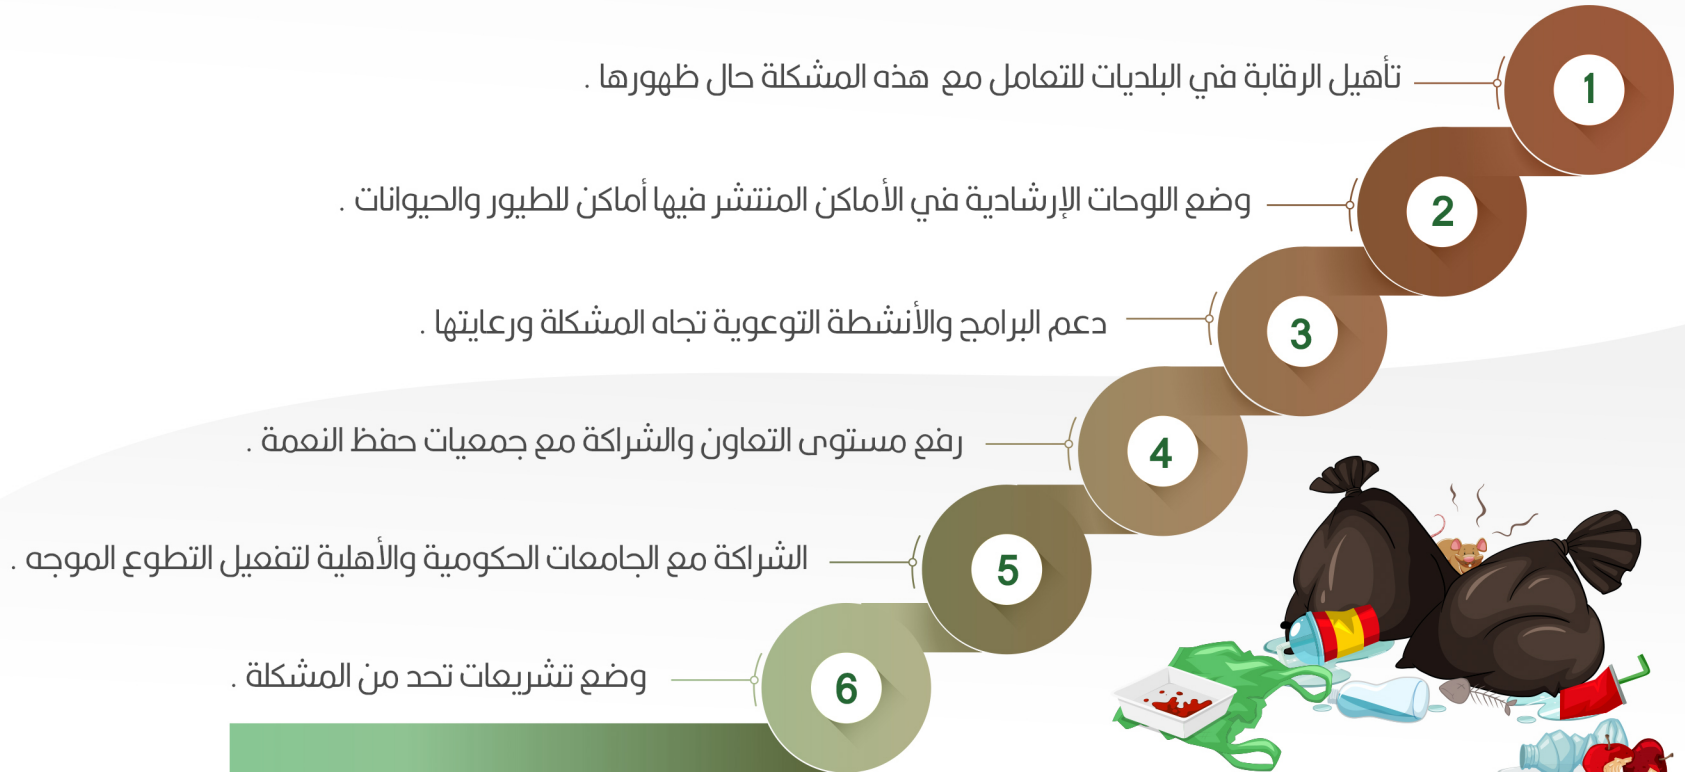 1
تأهيل الرقابة في البلديات للتعامل مع هذه المشكلة حال ظهورها .
2
وضع اللوحات الإرشادية في الأماكن المنتشر فيها أماكن للطيور والحيوانات .
3
دعم البرامج والأنشطة التوعوية تجاه المشكلة ورعايتها .
4
رفع مستوى التعاون والشراكة مع جمعيات حفظ النعمة .
5
الشراكة مع الجامعات الحكومية والأهلية لتفعيل التطوع الموجه .
6
وضع تشريعات تحد من المشكلة .